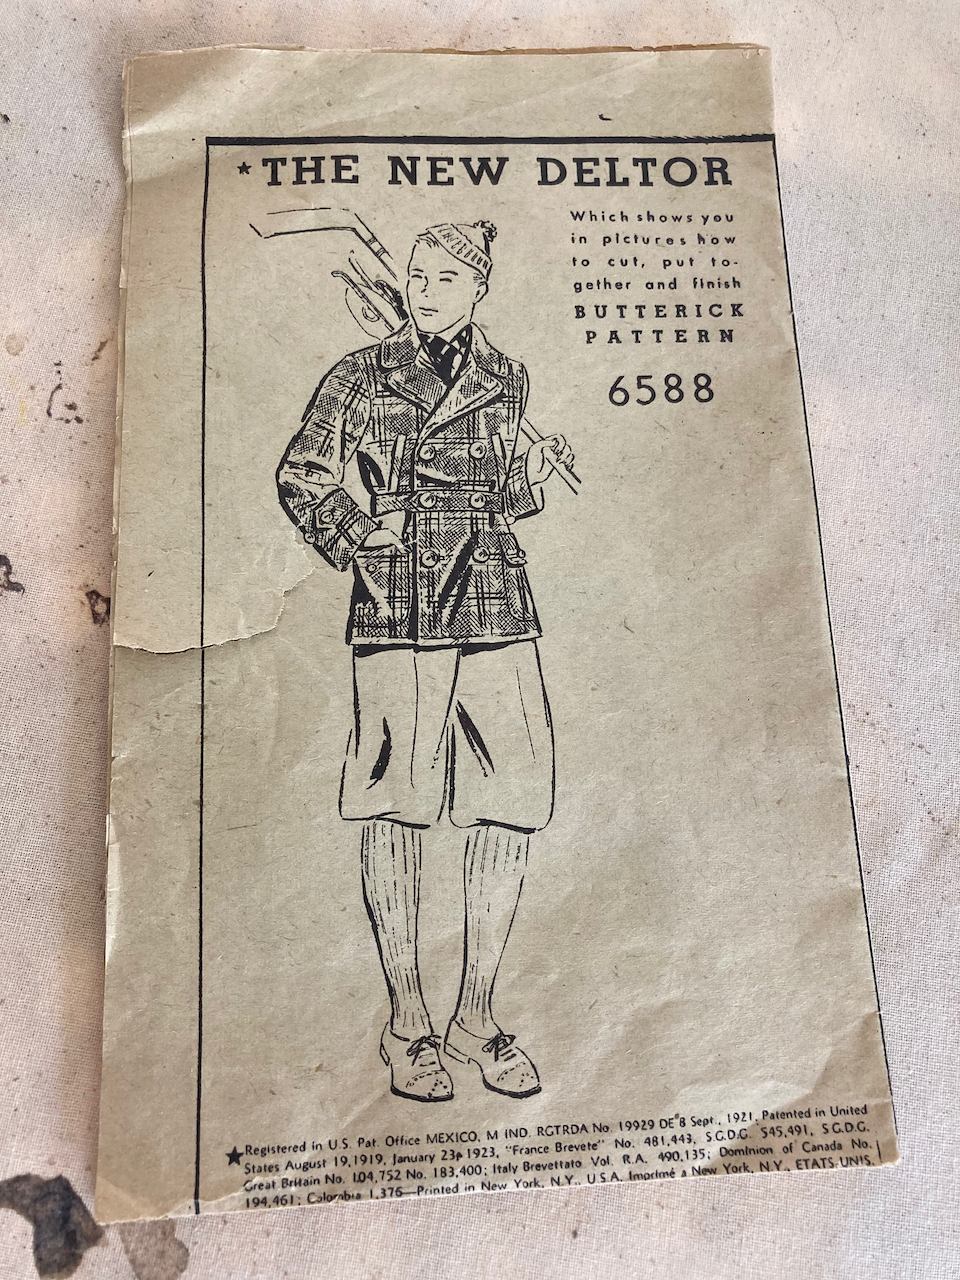 ★THE NEW DELTOR
Which shows you
in pictures how
to cut, put to-
gether and finish
BUTTERICK
PATTERN
6588
★Registered in U.S. Pat. Office MEXICO, M IND. RGTRDA No. 19929 DE 8 Sept., 1921, Patented in United
States August 19,1919, January 23, 1923, "France Brevete" No. 481,443, S.G.D.G. 545,491, S.G.D.G.
Great Britain No. 104,752 No. 183,400; Italy Brevettato Vol. R.A. 490,135; Dominion of Canada No.
194,461; Colombia 1,376—Printed in New York, N.Y., U.S.A. Imprimé a New York, N.Y., ETATS-UNIS.